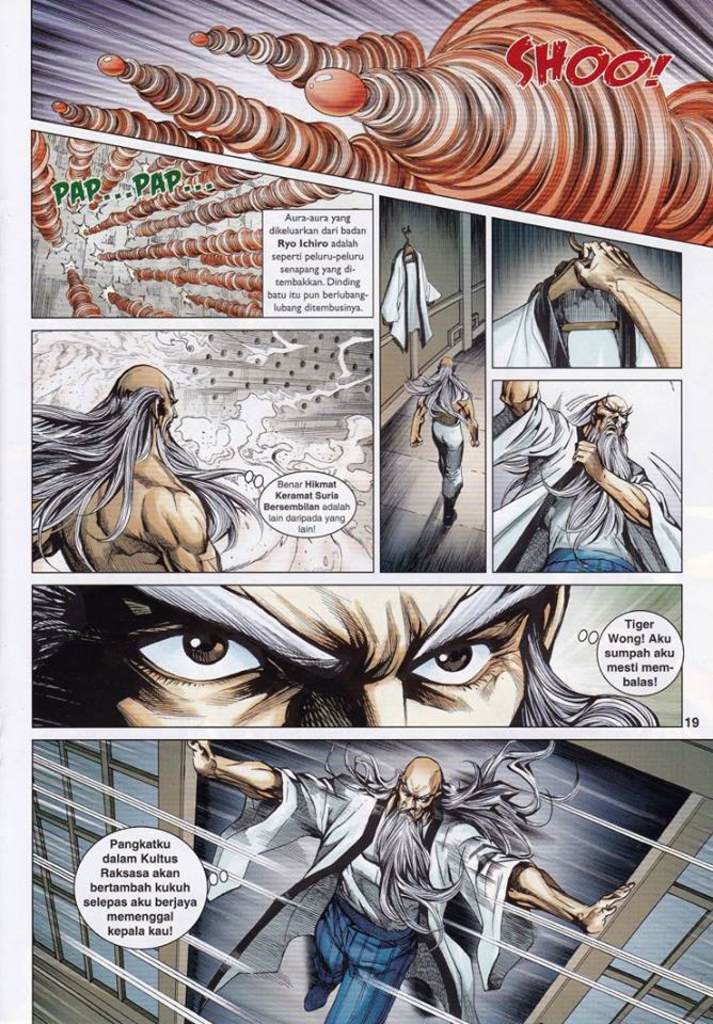 SHOO!
PAP...PAP...
Aura-aura yang
dikeluarkan dari badan
Ryo Ichiro adalah
seperti peluru-peluru
senapang yang di-
tembakkan. Dinding
batu itu pun berlubang-
lubang ditembusinya.
Benar Hikmat
Keramat Suria
Bersembilan adalah
lain daripada yang
lain!
Tiger
Wong! Aku
sumpah aku
mesti mem-
balas!
19
Pangkatku
dalam Kultus
Raksasa akan
bertambah kukuh
selepas aku berjaya
memenggal
kepala kau!